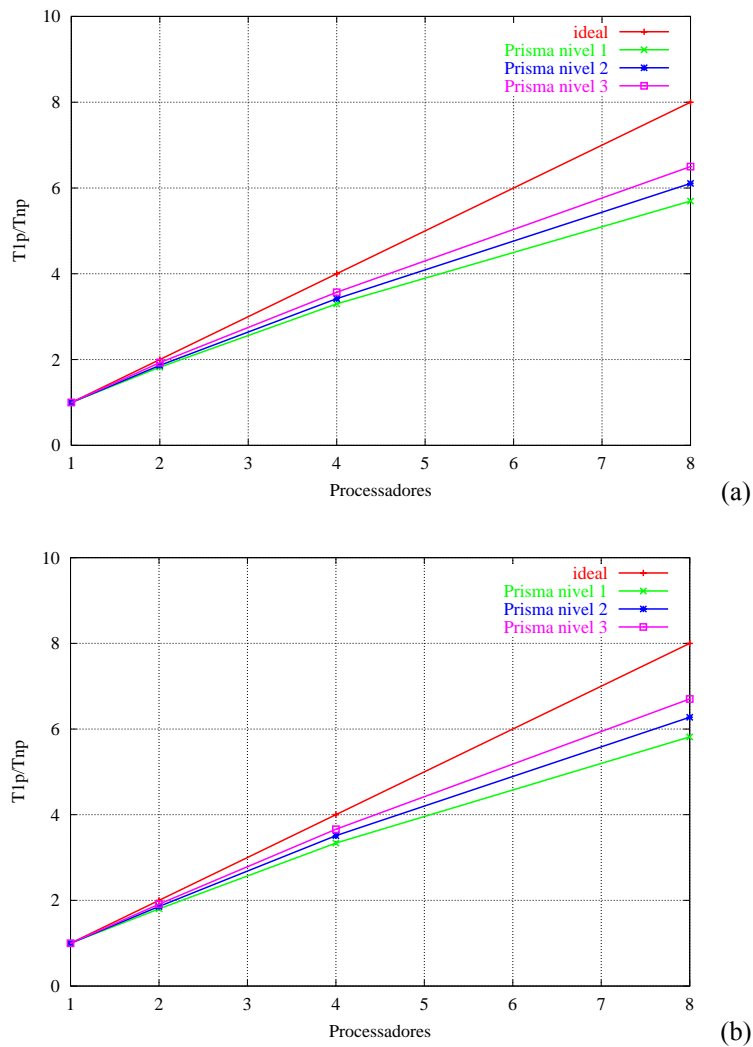 10
8
6
4
2
0
T1p/Tnp
ideal
Prisma nivel 1
Prisma nivel 2
Prisma nivel 3
1 2 3 4 5 6 7 8
Processadores
(a)
10
8
6
4
2
0
T1p/Tnp
ideal
Prisma nivel 1
Prisma nivel 2
Prisma nivel 3
1 2 3 4 5 6 7 8
Processadores
(b)